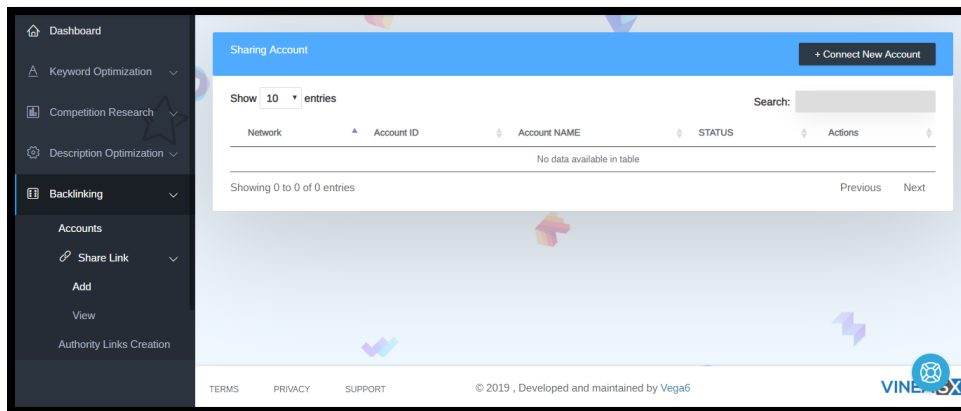 Dashboard
Keyword Optimization
Competition Research
Description Optimization
Backlinking
Accounts
Share Link
Add
View
Authority Links Creation
Sharing Account
+ Connect New Account
Show 10 entries
Search:
Network Account ID Account NAME STATUS Actions
No data available in table
Showing 0 to 0 of 0 entries
Previous Next
TERMS PRIVACY SUPPORT
© 2019 , Developed and maintained by Vega6